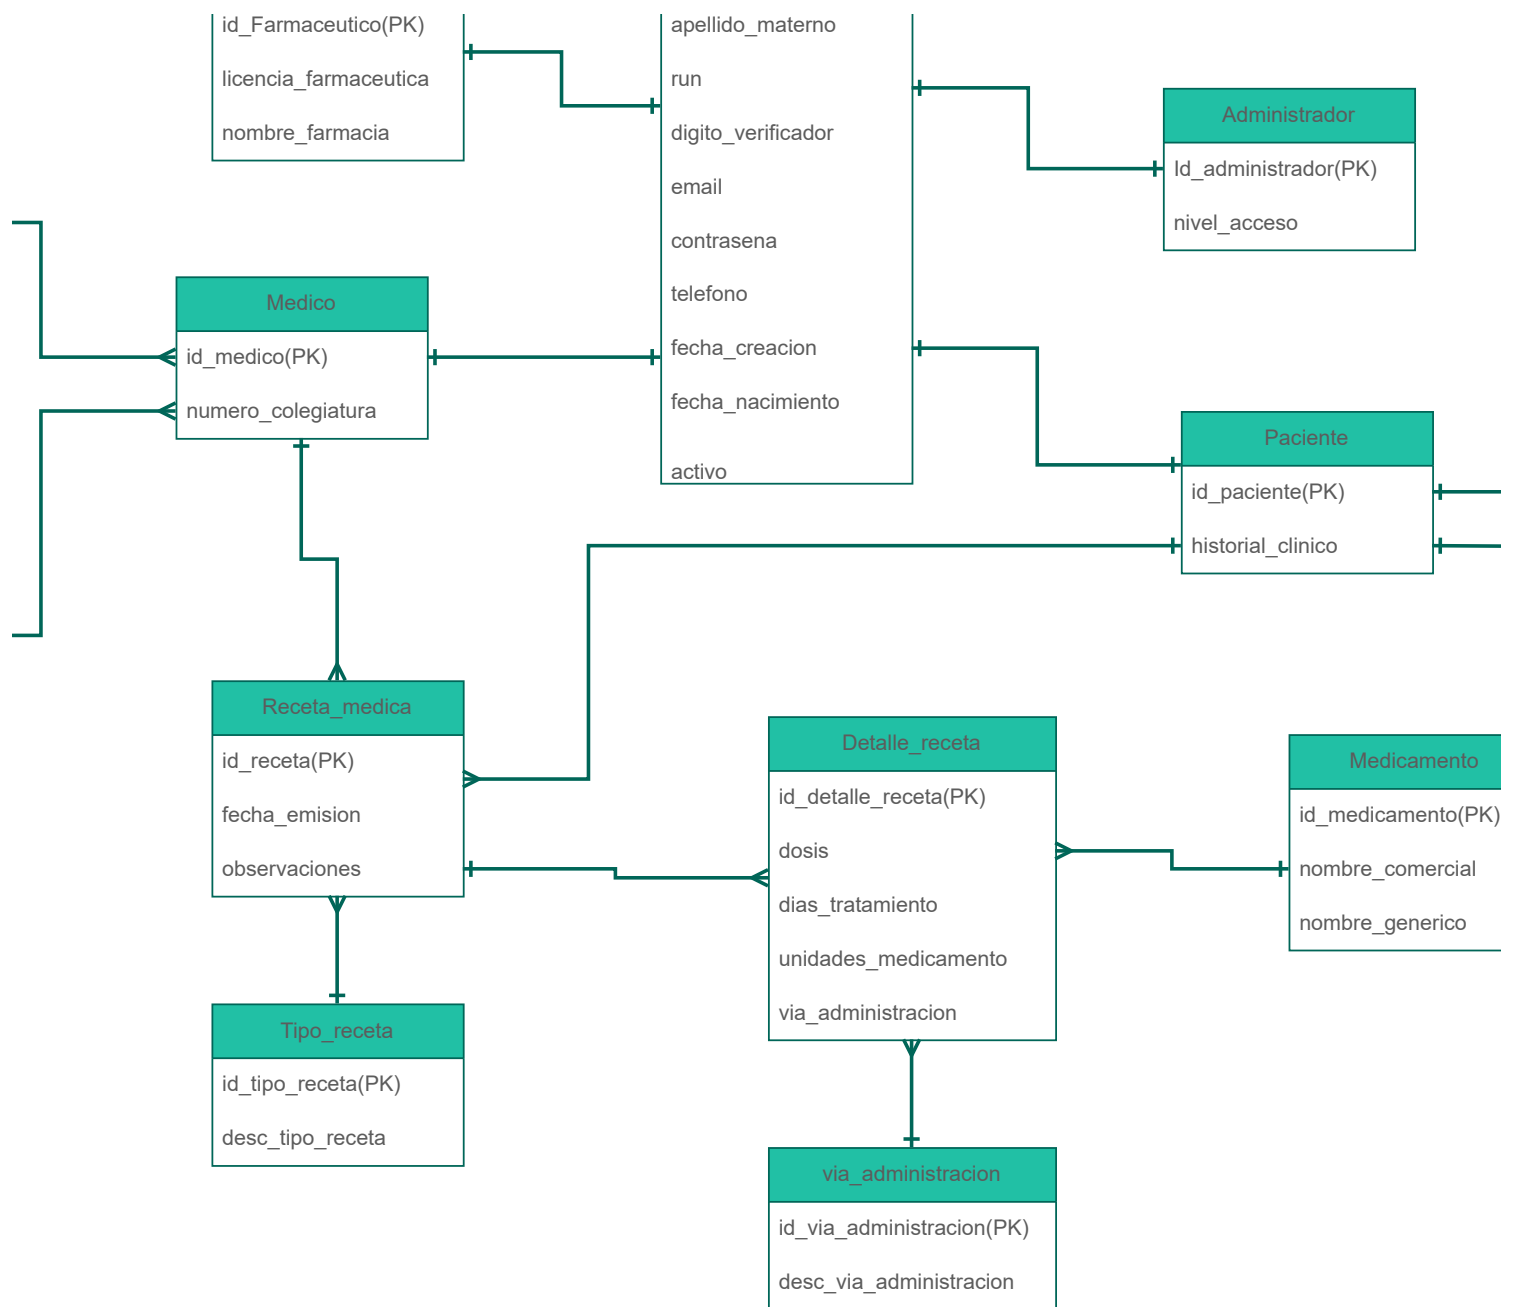 id_Farmaceutico(PK)
licencia_farmaceutica
nombre_farmacia
apellido_materno
run
digito_verificador
email
contrasena
telefono
fecha_creacion
fecha_nacimiento
activo
Administrador
Id_administrador(PK)
nivel_acceso
Medico
id_medico(PK)
numero_colegiatura
Paciente
id_paciente(PK)
historial_clinico
Receta_medica
id_receta(PK)
fecha_emision
observaciones
Detalle_receta
id_detalle_receta(PK)
dosis
dias_tratamiento
unidades_medicamento
via_administracion
Medicamento
id_medicamento(PK)
nombre_comercial
nombre_generico
Tipo_receta
id_tipo_receta(PK)
desc_tipo_receta
via_administracion
id_via_administracion(PK)
desc_via_administracion